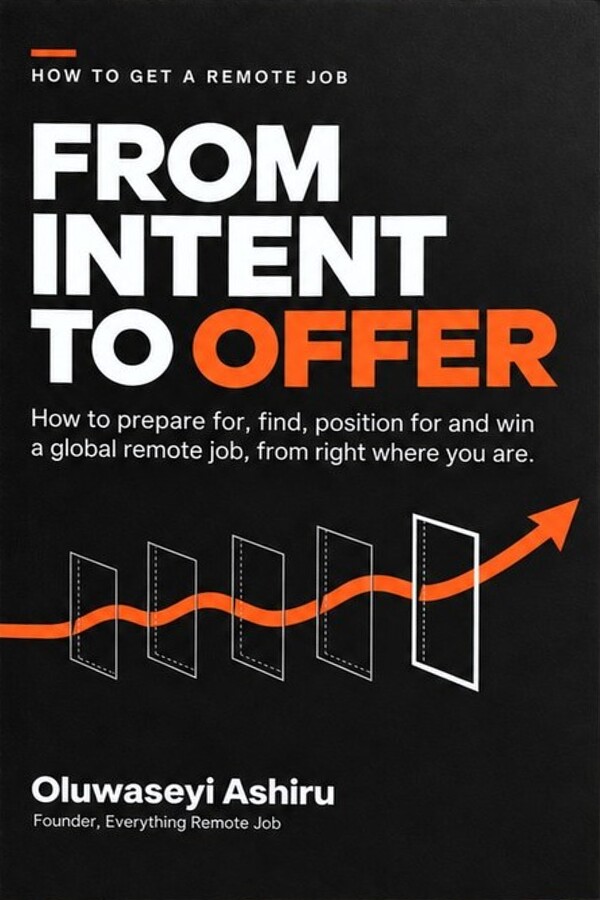 HOW TO GET A REMOTE JOB
FROM
INTENT
TO OFFER
How to prepare for, find, position for and win
a global remote job, from right where you are.
Oluwaseyi Ashiru
Founder, Everything Remote Job